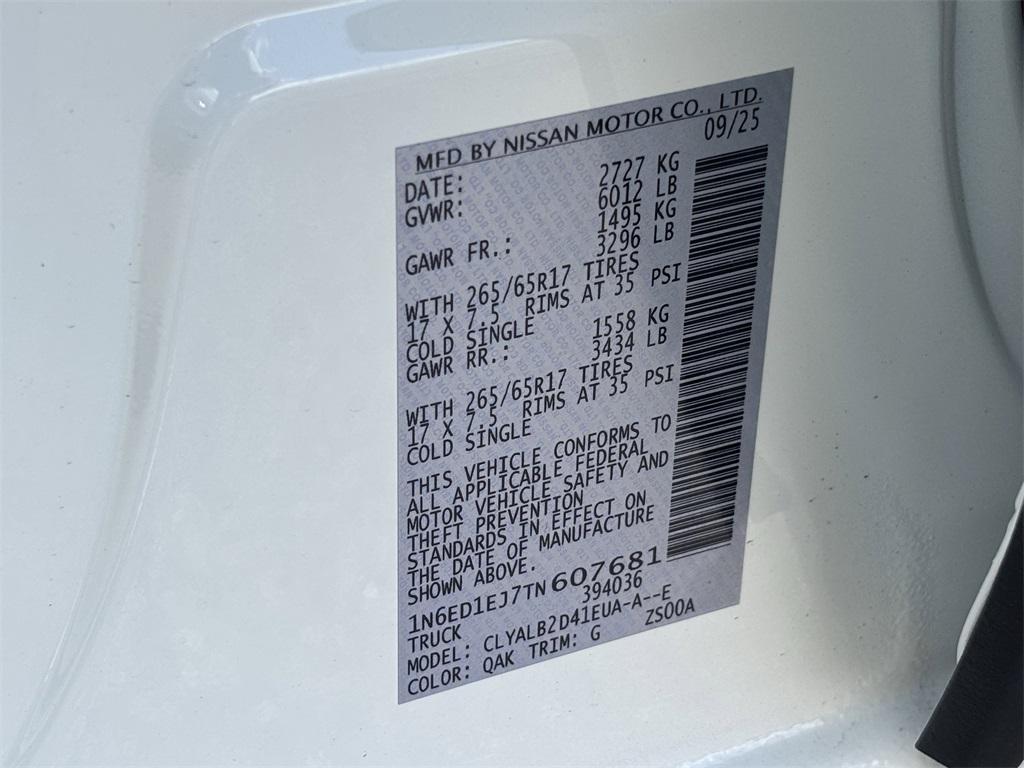 MFD BY NISSAN MOTOR CO., LTD.
DATE: 09/25
GVWR: 2727 KG
6012 LB
GAWR FR.: 1495 KG
3296 LB
WITH 265/65R17 TIRES
17 X 7.5 RIMS AT 35 PSI
COLD SINGLE
GAWR RR.: 1558 KG
3434 LB
WITH 265/65R17 TIRES
17 X 7.5 RIMS AT 35 PSI
COLD SINGLE
THIS VEHICLE CONFORMS TO
ALL APPLICABLE FEDERAL
MOTOR VEHICLE SAFETY AND
THEFT PREVENTION
STANDARDS IN EFFECT ON
THE DATE OF MANUFACTURE
SHOWN ABOVE.
1N6ED1EJ7TN607681
TRUCK 394036
MODEL: CLYALB2D41EUA-A--E
COLOR: QAK TRIM: G ZS00A